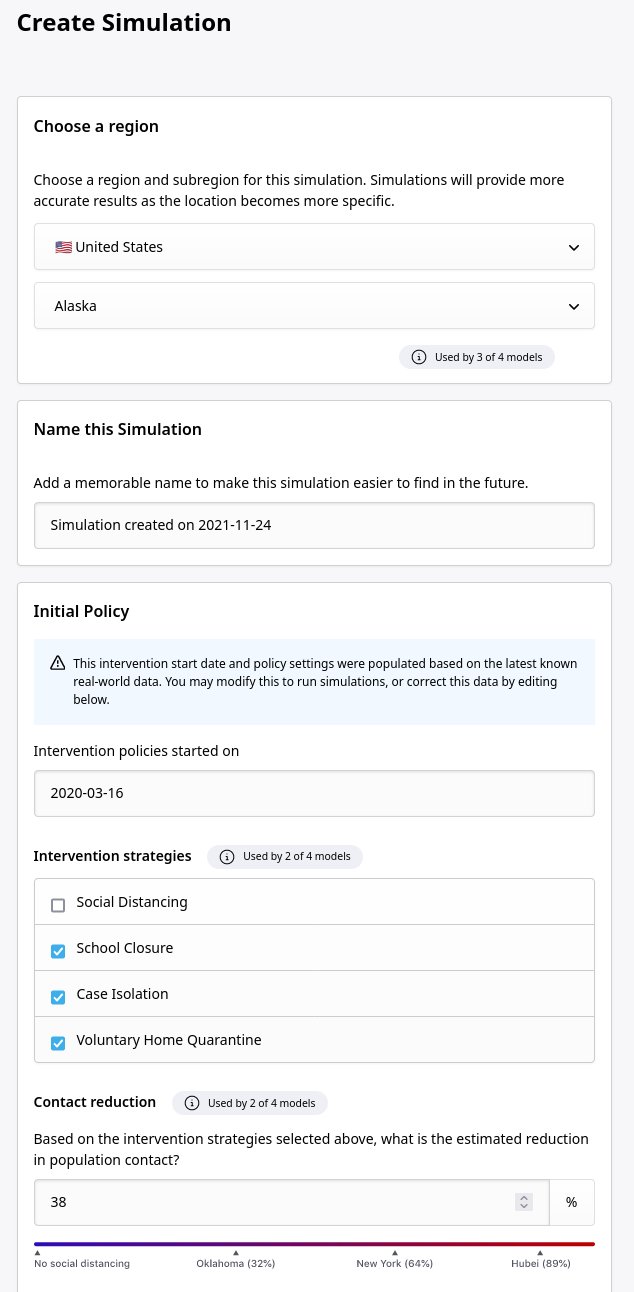 Create Simulation
Choose a region
Choose a region and subregion for this simulation. Simulations will provide more
accurate results as the location becomes more specific.
United States
Alaska
Used by 3 of 4 models
Name this Simulation
Add a memorable name to make this simulation easier to find in the future.
Simulation created on 2021-11-24
Initial Policy
This intervention start date and policy settings were populated based on the latest known
real-world data. You may modify this to run simulations, or correct this data by editing
below.
Intervention policies started on
2020-03-16
Intervention strategies Used by 2 of 4 models
Social Distancing
School Closure
Case Isolation
Voluntary Home Quarantine
Contact reduction Used by 2 of 4 models
Based on the intervention strategies selected above, what is the estimated reduction
in population contact?
38 %
No social distancing Oklahoma (32%) New York (64%) Hubei (89%)